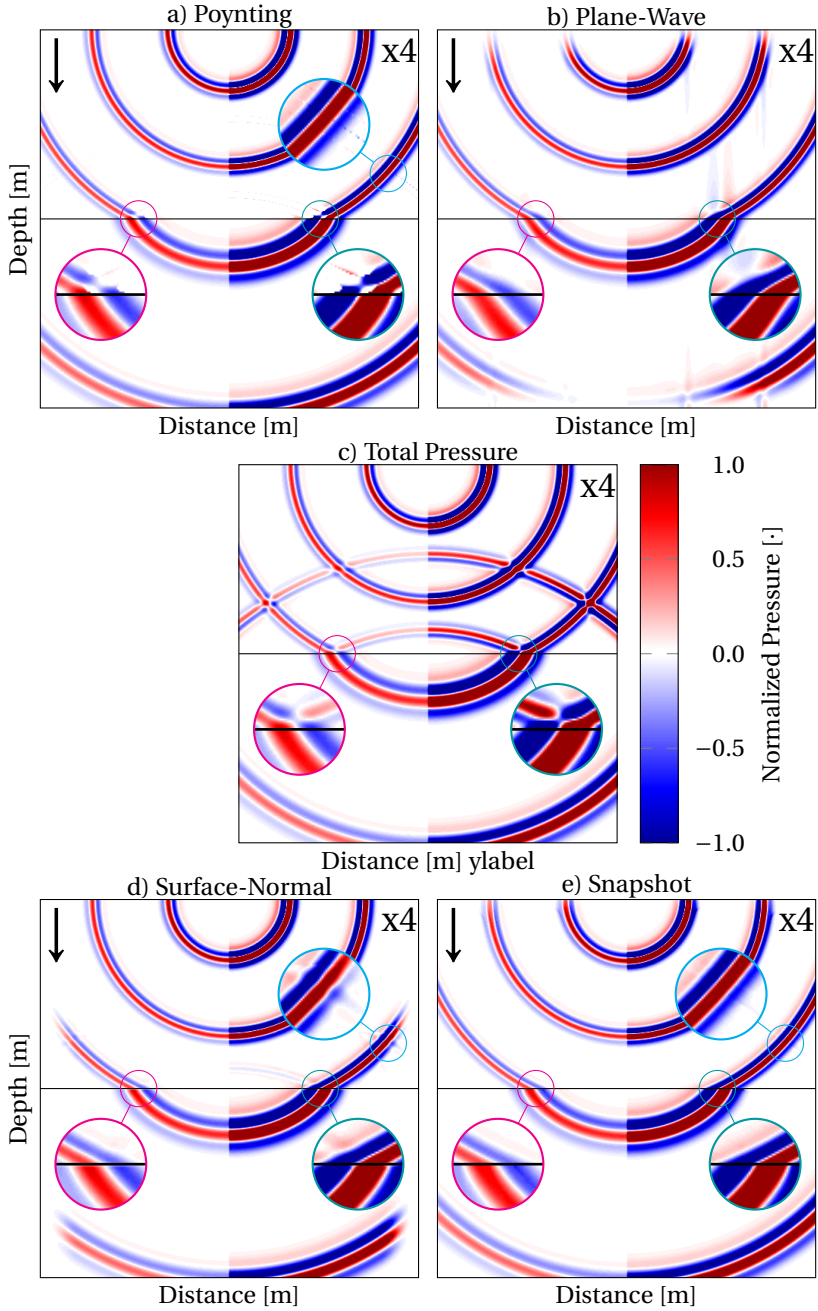 a) Poynting
b) Plane-Wave
x4
x4
Depth [m]
Distance [m]
Distance [m]
c) Total Pressure
x4
1.0
0.5
0.0
−0.5
−1.0
Normalized Pressure [·]
Distance [m] ylabel
d) Surface-Normal
e) Snapshot
x4
x4
Depth [m]
Distance [m]
Distance [m]